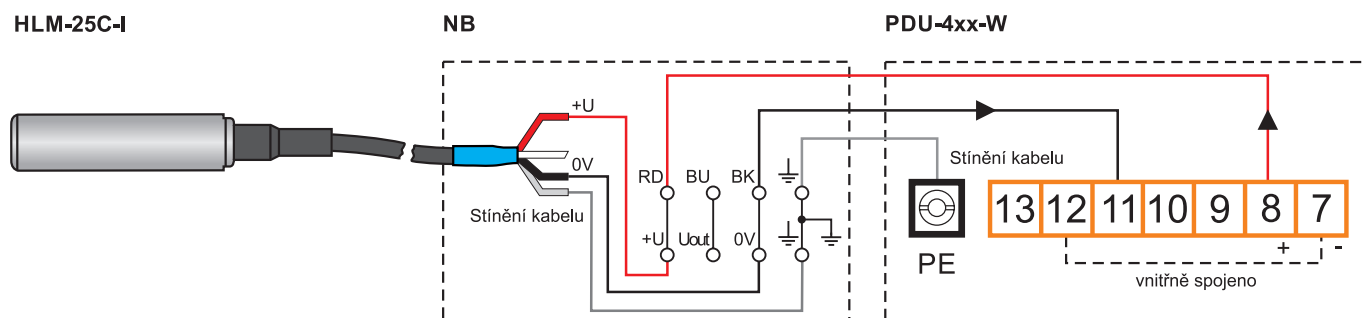 HLM-25C-I
NB
PDU-4xx-W
+U
0V
Stínění kabelu
RD BU BK
+U Uout 0V
Stínění kabelu
PE
13 12 11 10 9 8 7
+ -
vnitřně spojeno